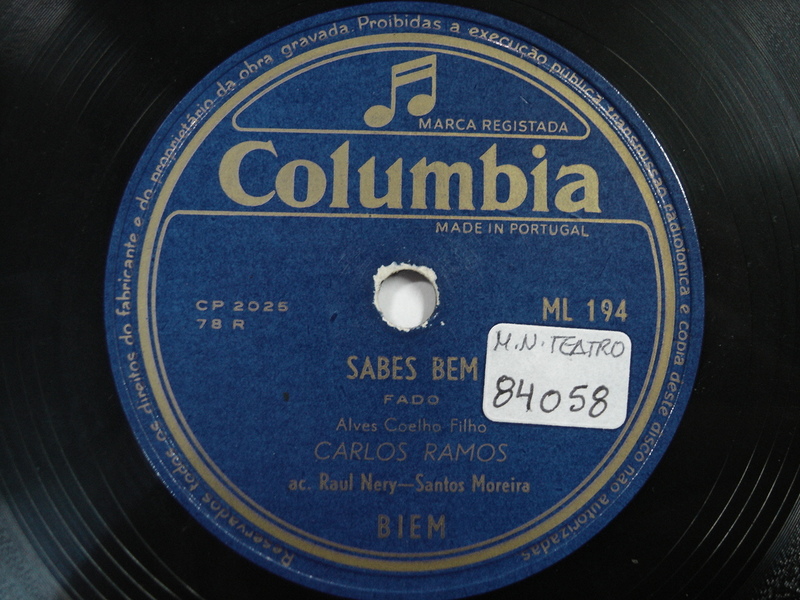 Reservados todos os direitos do fabricante e do proprietário da obra gravada. Proibidas a execução pública, transmissão radiofónica e copia deste disco não autorizadas
MARCA REGISTADA
Columbia
MADE IN PORTUGAL
CP 2025
78 R
ML 194
M.N. TEATRO
84058
SABES BEM
FADO
Alves Coelho Filho
CARLOS RAMOS
ac. Raul Nery—Santos Moreira
BIEM